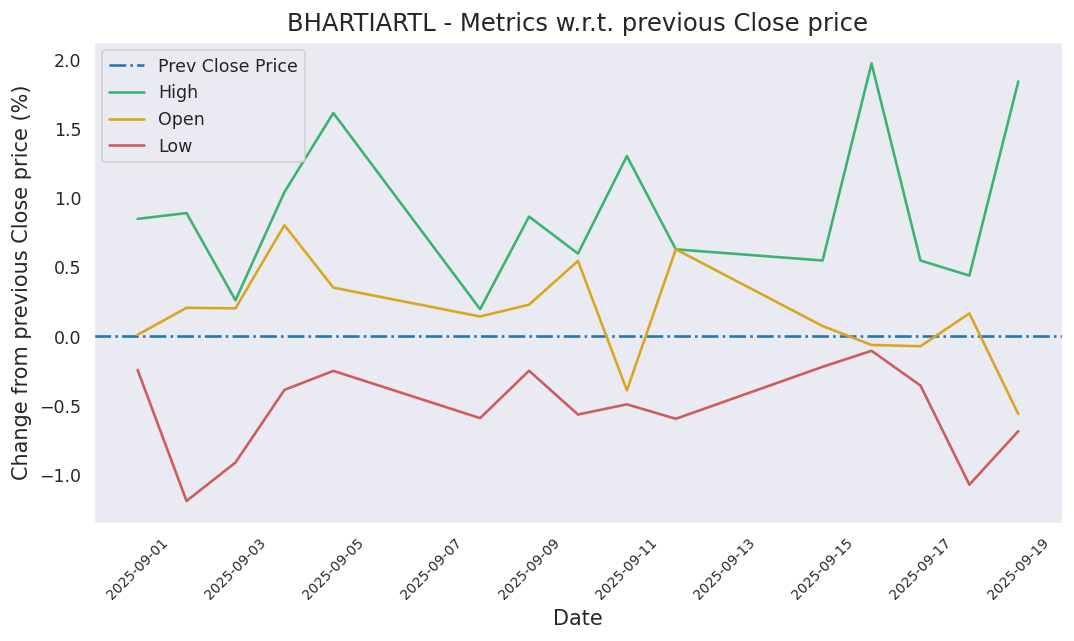 BHARTIARTL - Metrics w.r.t. previous Close price
Change from previous Close price (%)
2.0
1.5
1.0
0.5
0.0
−0.5
−1.0
Prev Close Price
High
Open
Low
2025-09-01
2025-09-03
2025-09-05
2025-09-07
2025-09-09
2025-09-11
2025-09-13
2025-09-15
2025-09-17
2025-09-19
Date